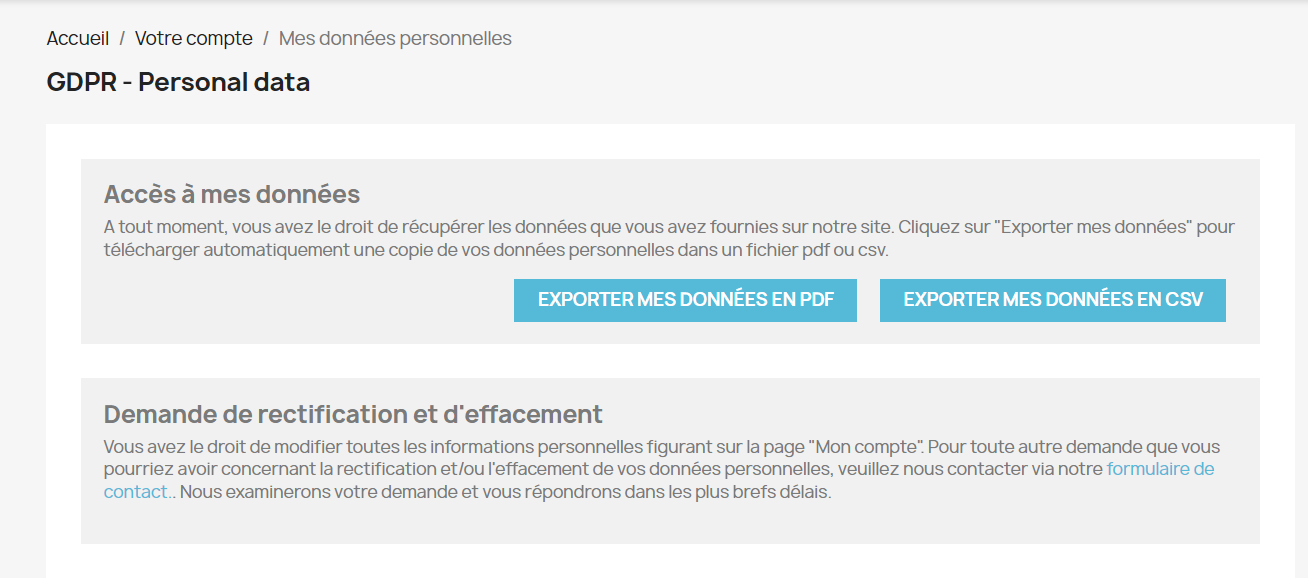 Accueil / Votre compte / Mes données personnelles
GDPR - Personal data
Accès à mes données
A tout moment, vous avez le droit de récupérer les données que vous avez fournies sur notre site. Cliquez sur "Exporter mes données" pour
télécharger automatiquement une copie de vos données personnelles dans un fichier pdf ou csv.
EXPORTER MES DONNÉES EN PDF EXPORTER MES DONNÉES EN CSV
Demande de rectification et d'effacement
Vous avez le droit de modifier toutes les informations personnelles figurant sur la page "Mon compte". Pour toute autre demande que vous
pourriez avoir concernant la rectification et/ou l'effacement de vos données personnelles, veuillez nous contacter via notre formulaire de
contact.. Nous examinerons votre demande et vous répondrons dans les plus brefs délais.